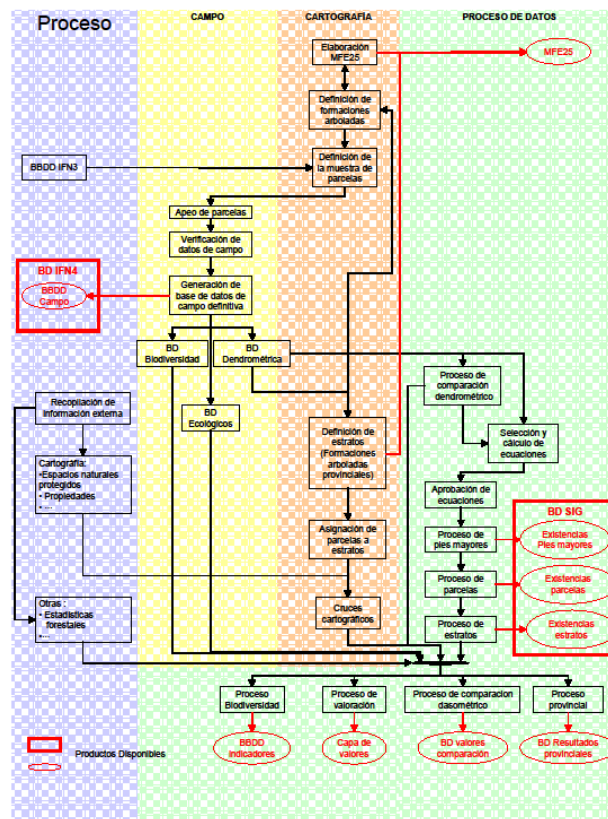 Proceso
CAMPO
CARTOGRAFÍA
PROCESO DE DATOS
Elaboración
MFE25
MFE25
Definición de
formaciones
arboladas
BBDD IFN3
Definición de
la muestra de
parcelas
Apeo de parcelas
Verificación de
datos de campo
BD IFN4
BBDD
Campo
Generación de
base de datos de
campo definitiva
BD
Biodiversidad
BD
Dendrométrica
Proceso de
comparación
dendrométrico
Recopilación de
Información externa
BD
Ecológicos
Definición de
estratos
(Formaciones
arboladas
provinciales)
Selección y
cálculo de
ecuaciones
Cartografía:
•Espacios naturales
protegidos
• Propiedades
• ...
Aprobación de
ecuaciones
BD SIG
Asignación de
parcelas a
estratos
Proceso de
pies mayores
Existencias
Pies mayores
Proceso de
parcelas
Existencias
parcelas
Otras :
• Estadísticas
forestales
•...
Cruces
cartográficos
Proceso de
estratos
Existencias
estratos
Proceso
Biodiversidad
Proceso de
valoración
Proceso de comparacion
dasométrico
Proceso
provincial
BBDD
Indicadores
Capa de
valores
BD valores
comparación
BD Resultados
provinciales
Productos Disponibles